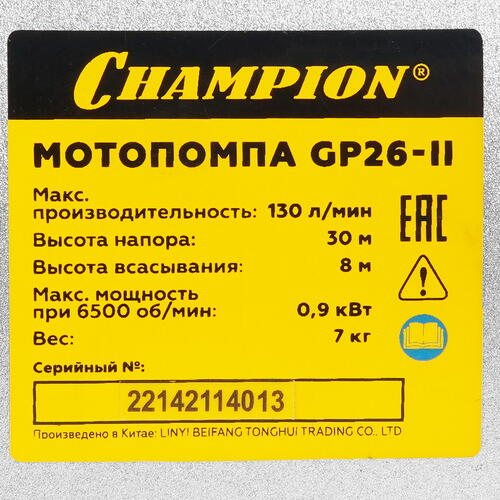 CHAMPION®
МОТОПОМПА GP26-II
Макс.
производительность: 130 л/мин
Высота напора: 30 м
Высота всасывания: 8 м
Макс. мощность
при 6500 об/мин: 0,9 кВт
Вес: 7 кг
EAC
Серийный №:
22142114013
Произведено в Китае: LINYI BEIFANG TONGHUI TRADING CO., LTD